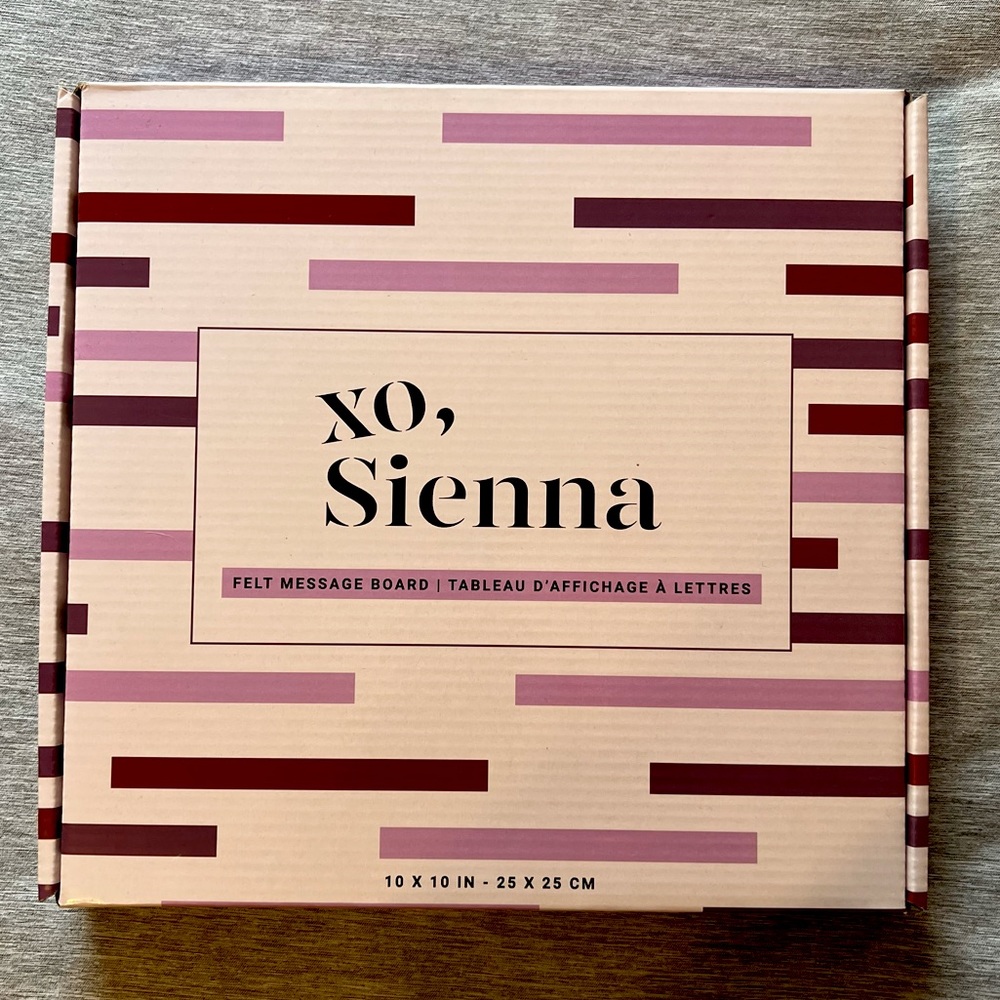 xo,
Sienna
FELT MESSAGE BOARD | TABLEAU D'AFFICHAGE À LETTRES
10 X 10 IN - 25 X 25 CM